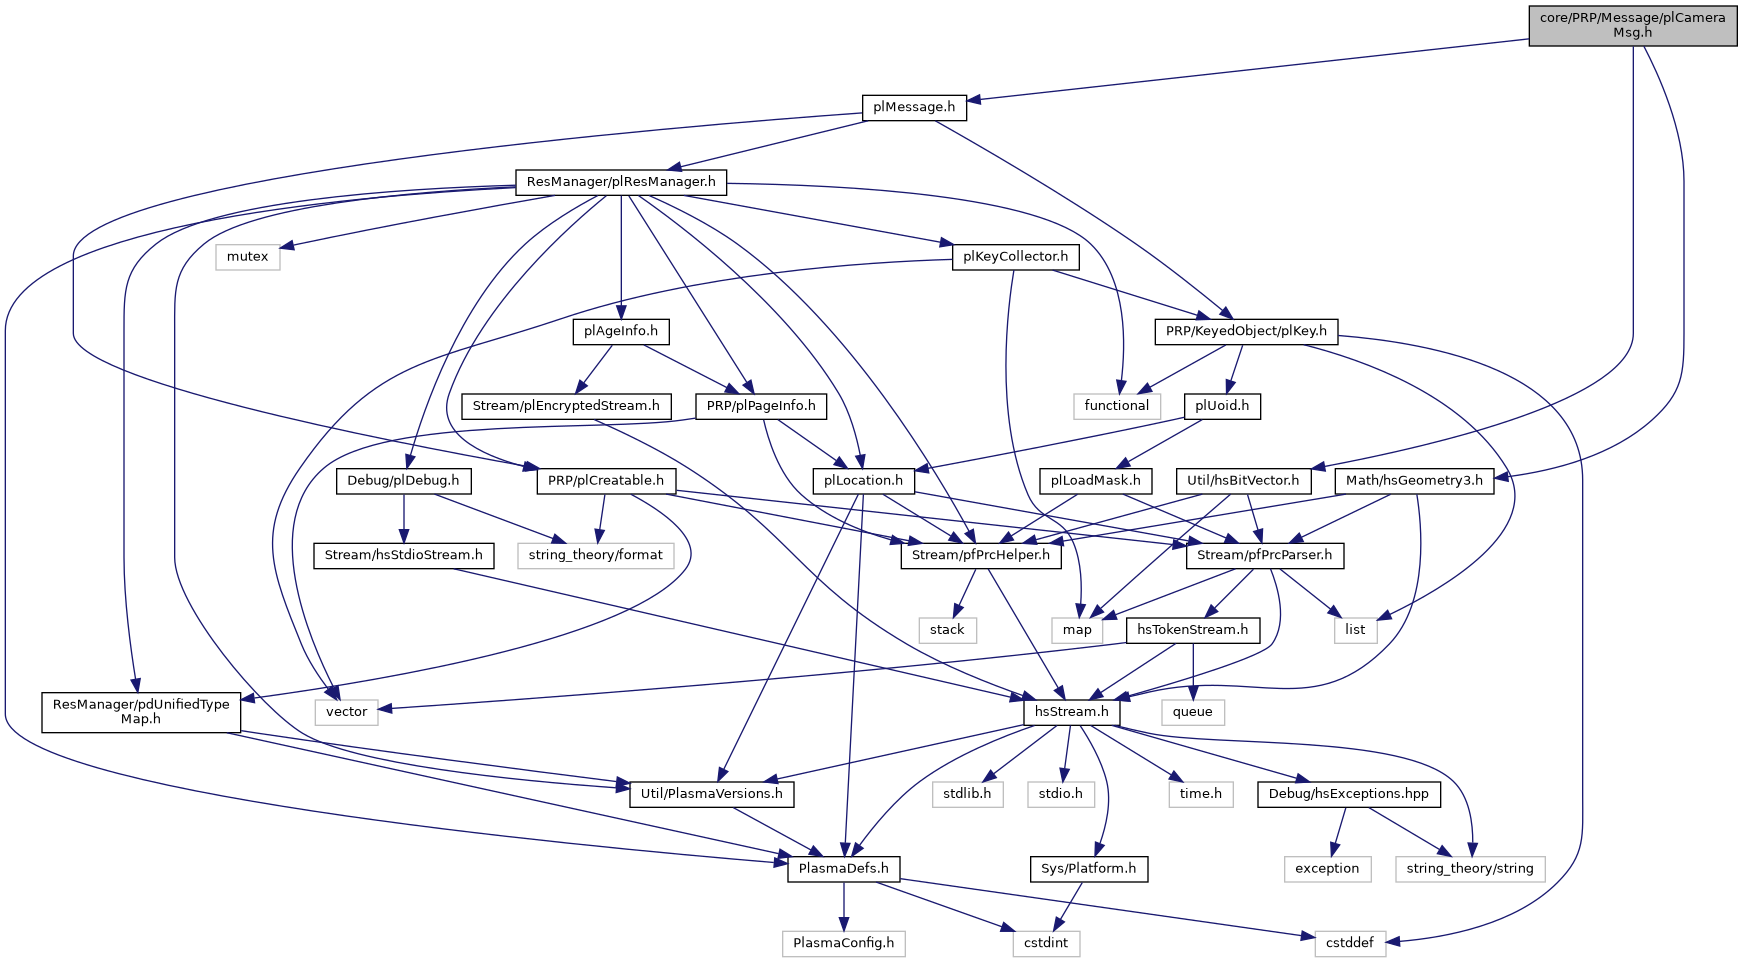 core/PRP/Message/plCamera
Msg.h
plMessage.h
ResManager/plResManager.h
mutex
plKeyCollector.h
plAgeInfo.h
PRP/KeyedObject/plKey.h
Stream/plEncryptedStream.h
PRP/plPageInfo.h
functional
plUoid.h
Debug/plDebug.h
PRP/plCreatable.h
plLocation.h
plLoadMask.h
Util/hsBitVector.h
Math/hsGeometry3.h
Stream/hsStdioStream.h
string_theory/format
Stream/pfPrcHelper.h
Stream/pfPrcParser.h
stack
map
hsTokenStream.h
list
ResManager/pdUnifiedType
Map.h
vector
hsStream.h
queue
Util/PlasmaVersions.h
stdlib.h
stdio.h
time.h
Debug/hsExceptions.hpp
PlasmaDefs.h
Sys/Platform.h
exception
string_theory/string
PlasmaConfig.h
cstdint
cstddef